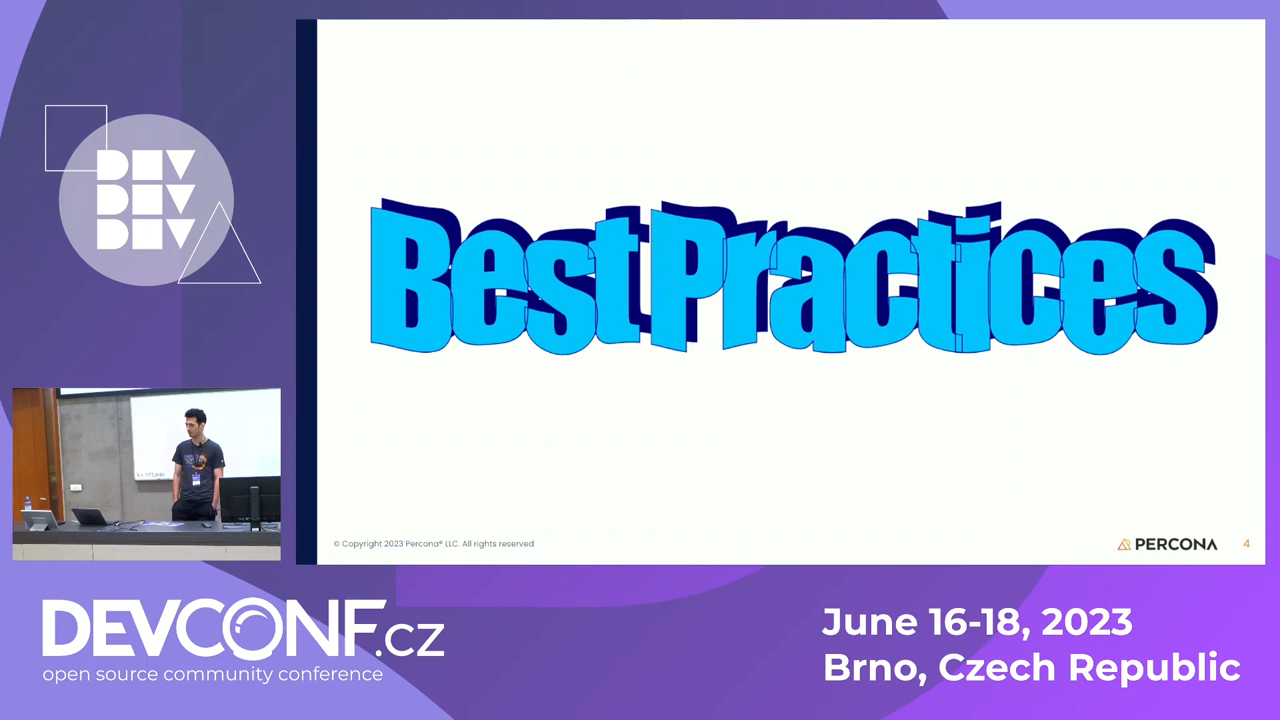 DEV
DEV
DEV
Best Practices
© Copyright 2023 Percona® LLC. All rights reserved
PERCONA
4
DEVCONF.cz
open source community conference
June 16-18, 2023
Brno, Czech Republic